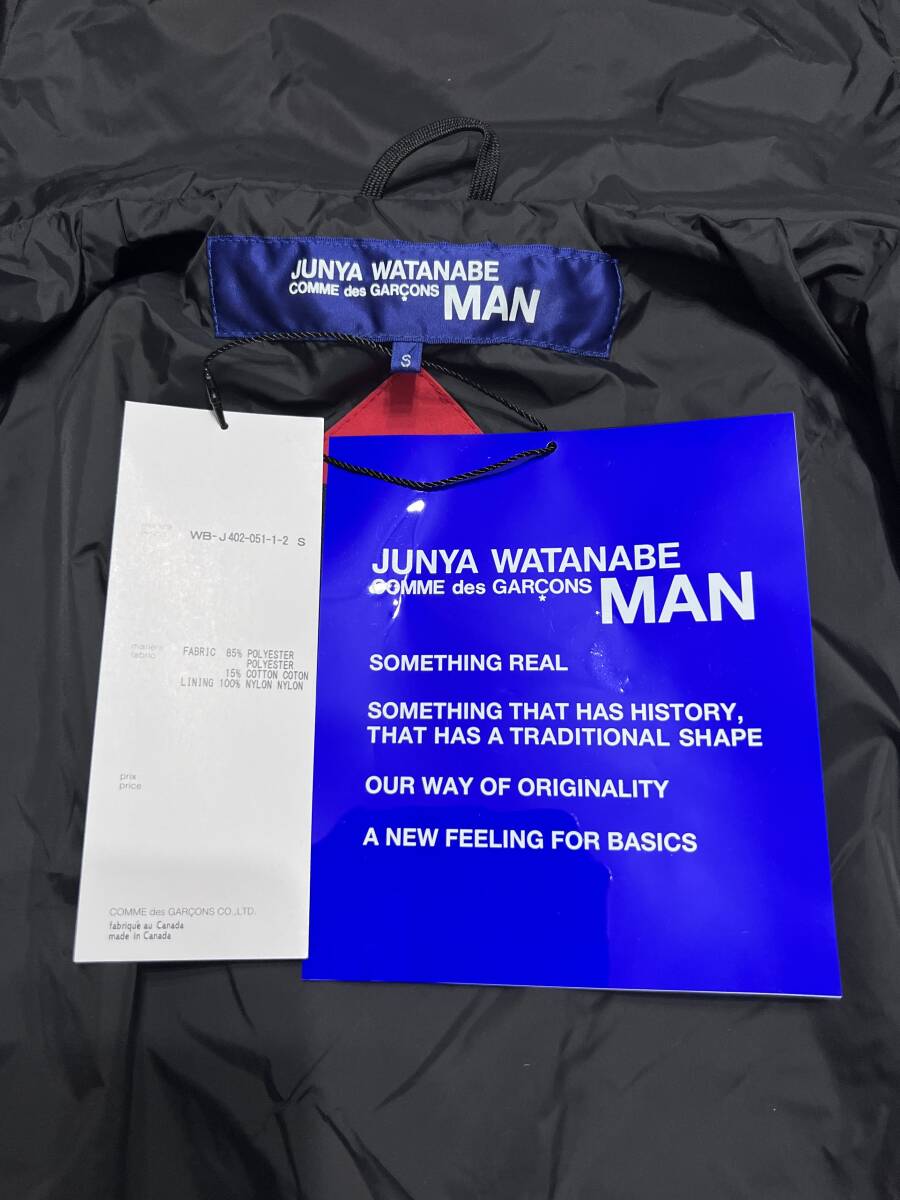 JUNYA WATANABE
COMME des GARÇONS MAN
S
WB-J402-051-1-2 S
matière
fabric
FABRIC 85% POLYESTER
POLYESTER
15% COTTON COTON
LINING 100% NYLON NYLON
prix
price
COMME des GARÇONS CO.,LTD.
fabriqué au Canada
made in Canada
JUNYA WATANABE
COMME des GARÇONS MAN
SOMETHING REAL
SOMETHING THAT HAS HISTORY,
THAT HAS A TRADITIONAL SHAPE
OUR WAY OF ORIGINALITY
A NEW FEELING FOR BASICS